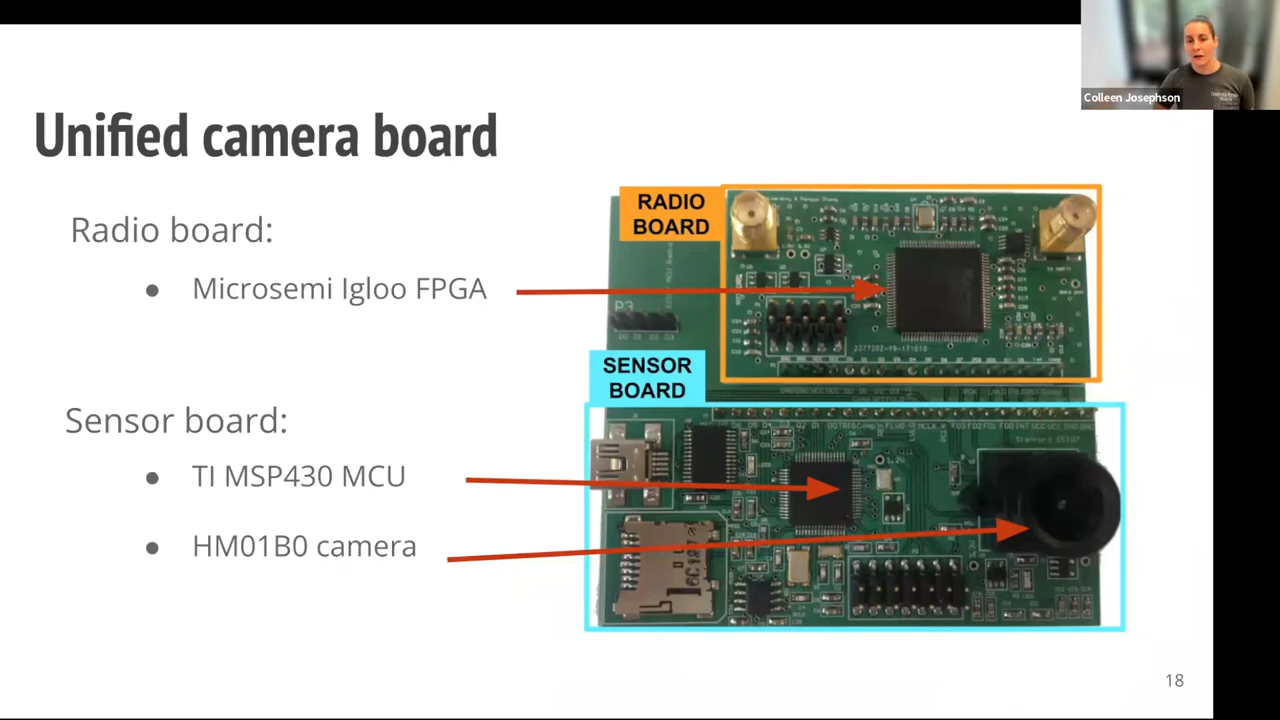 Colleen Josephson
Unified camera board
Radio board:
● Microsemi Igloo FPGA
Sensor board:
● TI MSP430 MCU
● HM01B0 camera
RADIO
BOARD
SENSOR
BOARD
P3
18